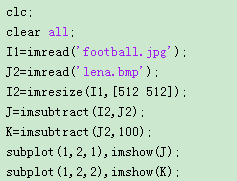 clc;
clear all;
I1=imread('football.jpg');
J2=imread('lena.bmp');
I2=imresize(I1,[512 512]);
J=imsubtract(I2,J2);
K=imsubtract(J2,100);
subplot(1,2,1),imshow(J);
subplot(1,2,2),imshow(K);